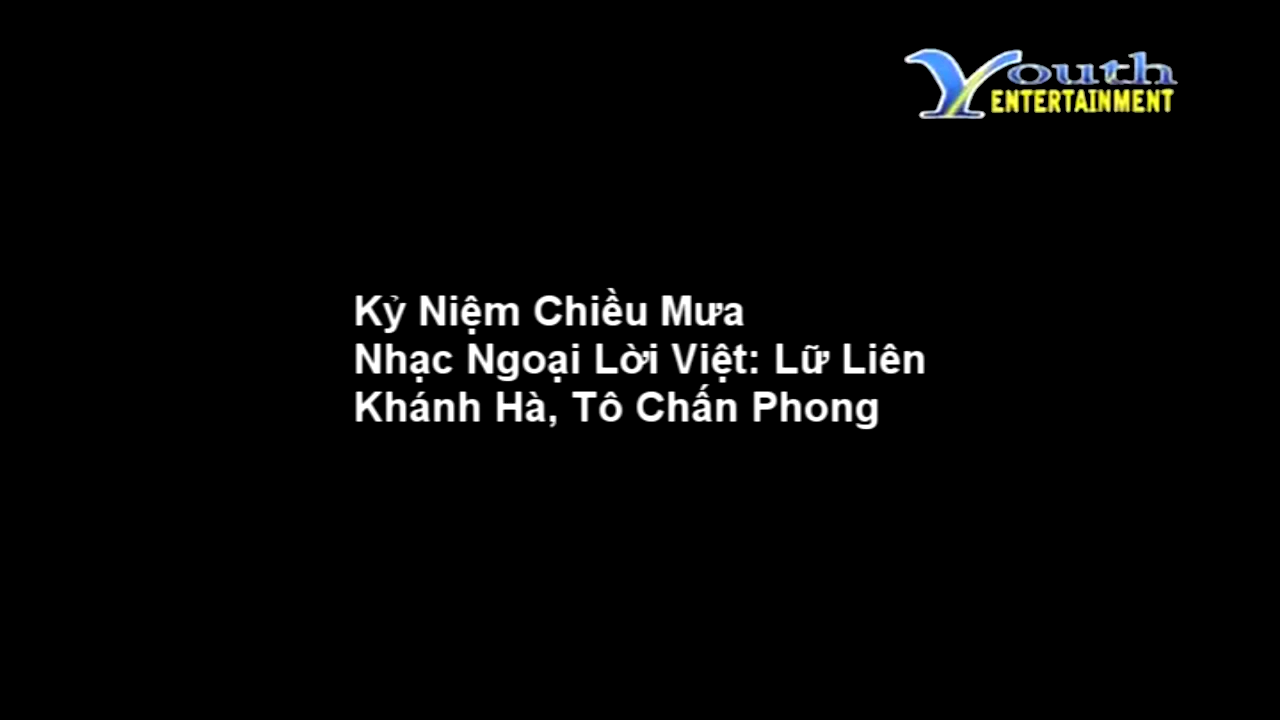 Youth
ENTERTAINMENT
Kỷ Niệm Chiều Mưa
Nhạc Ngoại Lời Việt: Lữ Liên
Khánh Hà, Tô Chấn Phong